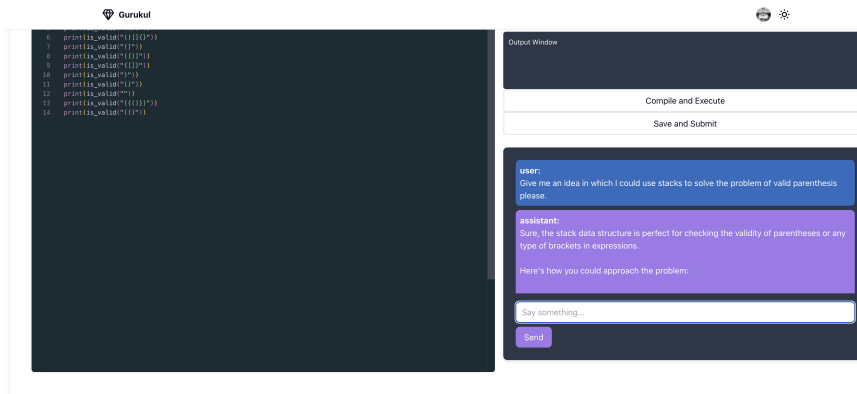 Gurukul
6 print(is_valid("()[]{}"))
7 print(is_valid("(]"))
8 print(is_valid("([)]"))
9 print(is_valid("{[]}"))
10 print(is_valid(")"))
11 print(is_valid("()"))
12 print(is_valid(""))
13 print(is_valid("({()})"))
14 print(is_valid("(()"))
Output Window
Compile and Execute
Save and Submit
user:
Give me an idea in which I could use stacks to solve the problem of valid parenthesis
please.
assistant:
Sure, the stack data structure is perfect for checking the validity of parentheses or any
type of brackets in expressions.
Here's how you could approach the problem:
Say something...
Send